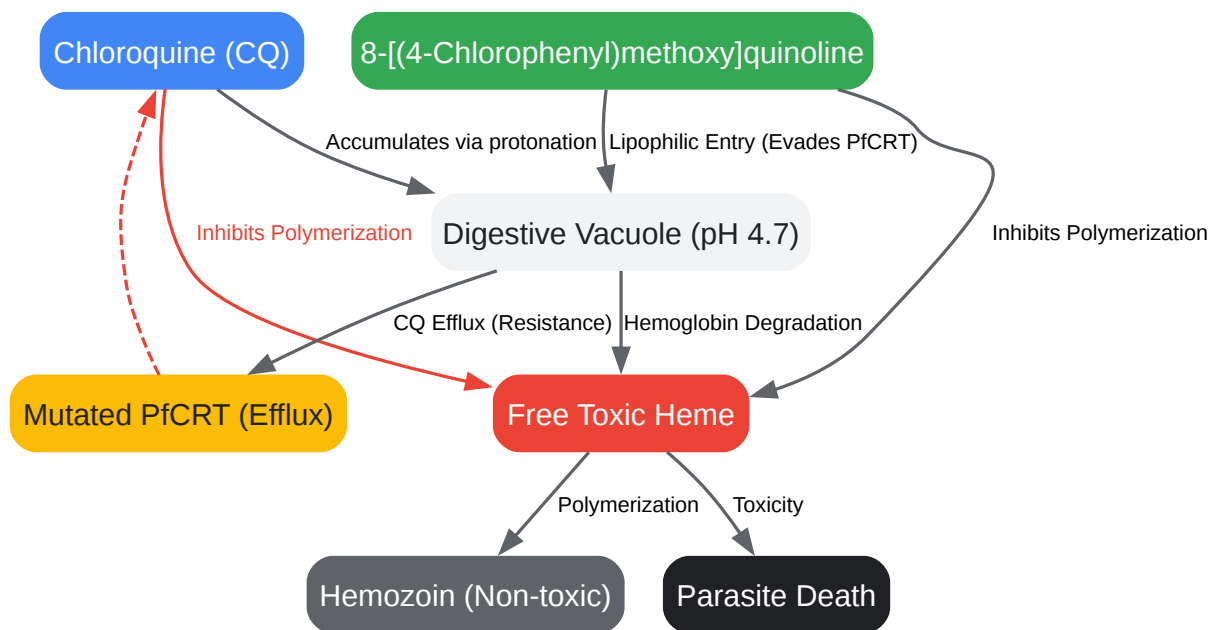 Chloroquine (CQ)
8-[(4-Chlorophenyl)methoxy]quinoline
Accumulates via protonation
Lipophilic Entry (Evades PfCRT)
Inhibits Polymerization
Digestive Vacuole (pH 4.7)
Inhibits Polymerization
CQ Efflux (Resistance)
Hemoglobin Degradation
Mutated PfCRT (Efflux)
Free Toxic Heme
Polymerization
Toxicity
Hemozoin (Non-toxic)
Parasite Death